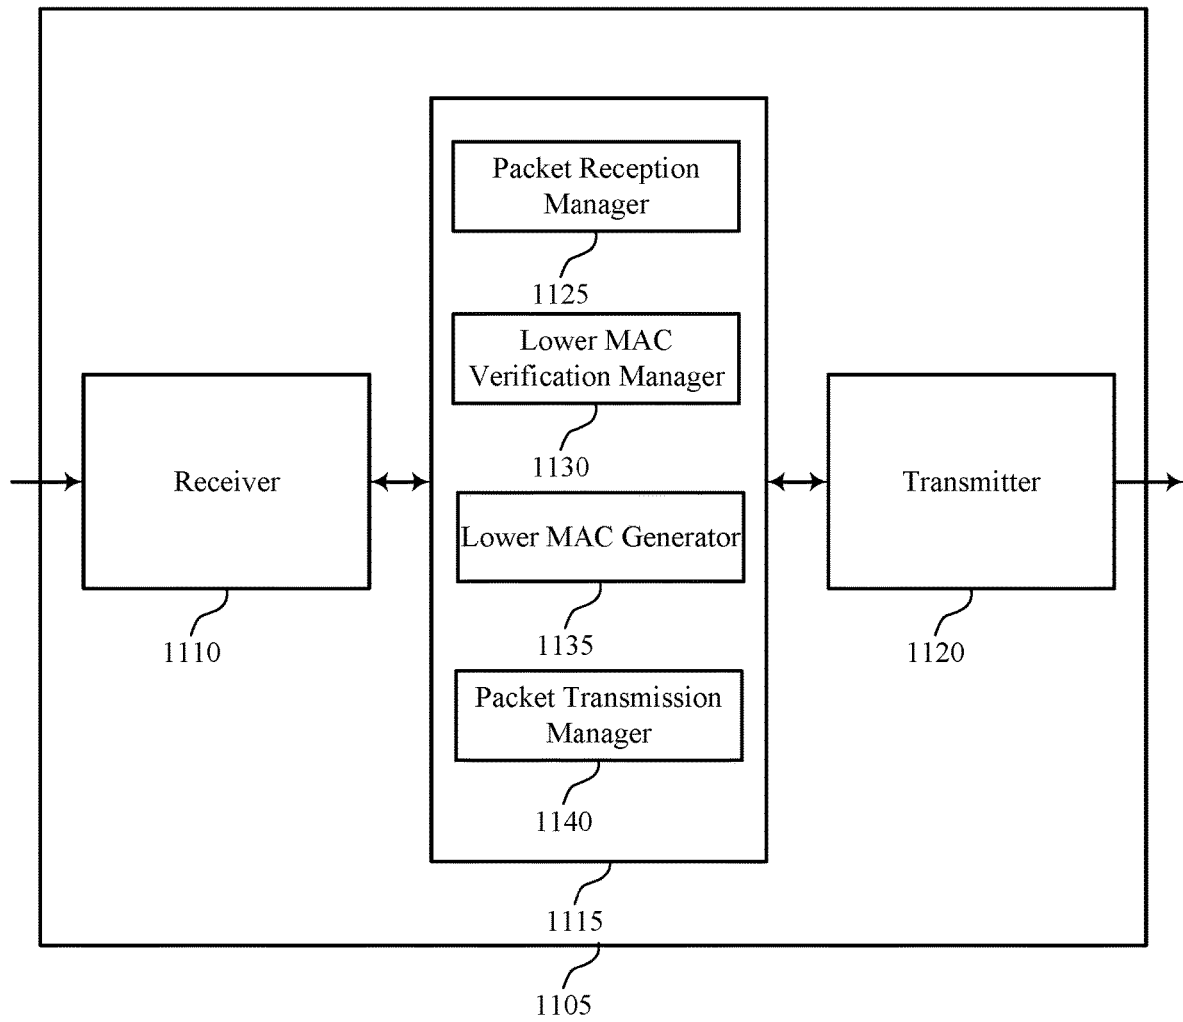 Packet Reception
Manager
1125
Lower MAC
Verification Manager
1130
Receiver
1110
Lower MAC Generator
1135
Transmitter
1120
Packet Transmission
Manager
1140
1115
1105